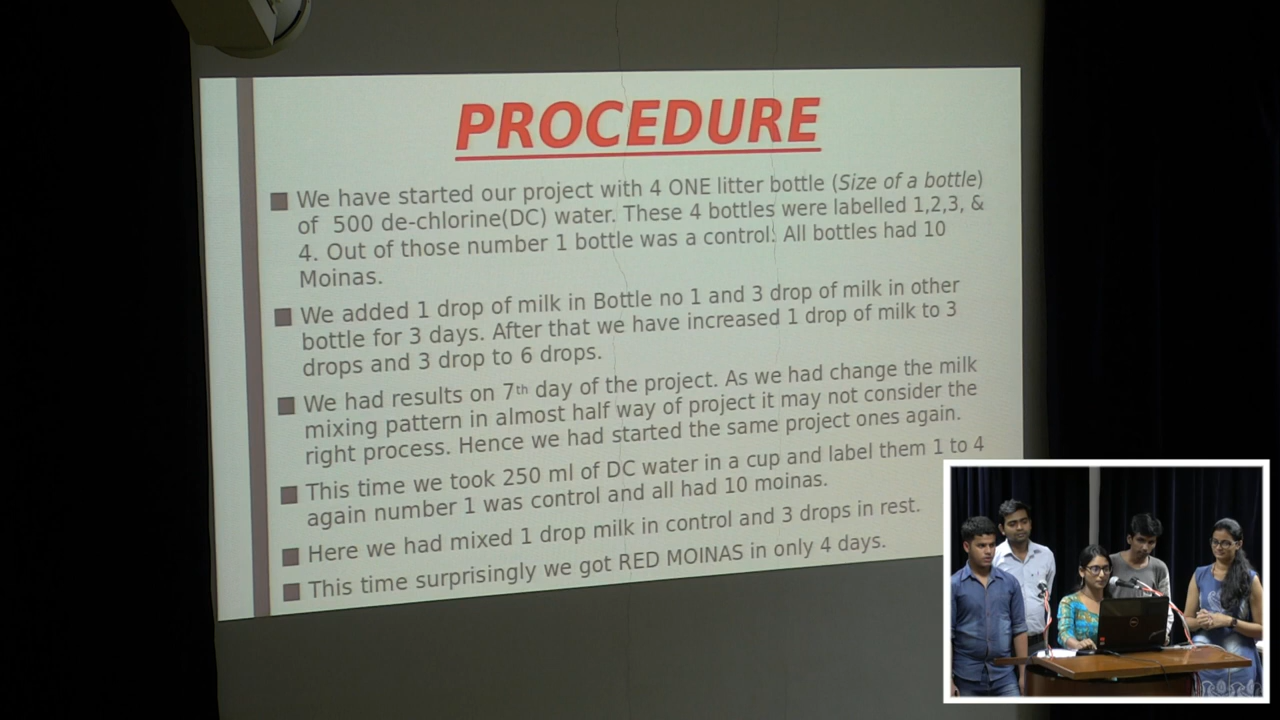 PROCEDURE
We have started our project with 4 ONE litter bottle (Size of a bottle)
of 500 de-chlorine(DC) water. These 4 bottles were labelled 1,2,3, &
4. Out of those number 1 bottle was a control. All bottles had 10
Moinas.
We added 1 drop of milk in Bottle no 1 and 3 drop of milk in other
bottle for 3 days. After that we have increased 1 drop of milk to 3
drops and 3 drop to 6 drops.
We had results on 7th day of the project. As we had change the milk
mixing pattern in almost half way of project it may not consider the
right process. Hence we had started the same project ones again.
This time we took 250 ml of DC water in a cup and label them 1 to 4
again number 1 was control and all had 10 moinas.
Here we had mixed 1 drop milk in control and 3 drops in rest.
This time surprisingly we got RED MOINAS in only 4 days.